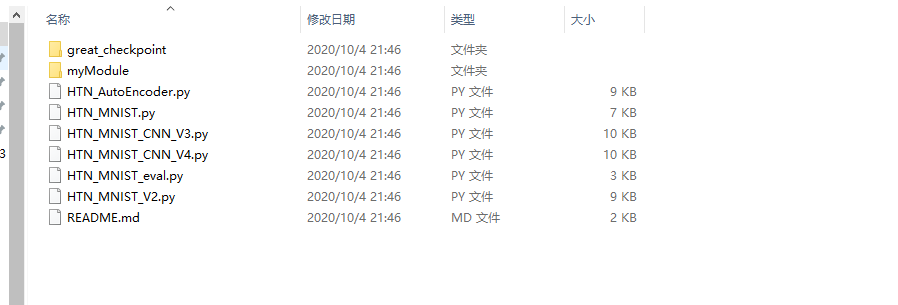 名称 修改日期 类型 大小
great_checkpoint 2020/10/4 21:46 文件夹
myModule 2020/10/4 21:46 文件夹
HTN_AutoEncoder.py 2020/10/4 21:46 PY 文件 9 KB
HTN_MNIST.py 2020/10/4 21:46 PY 文件 7 KB
HTN_MNIST_CNN_V3.py 2020/10/4 21:46 PY 文件 10 KB
HTN_MNIST_CNN_V4.py 2020/10/4 21:46 PY 文件 10 KB
3
HTN_MNIST_eval.py 2020/10/4 21:46 PY 文件 3 KB
HTN_MNIST_V2.py 2020/10/4 21:46 PY 文件 9 KB
README.md 2020/10/4 21:46 MD 文件 2 KB